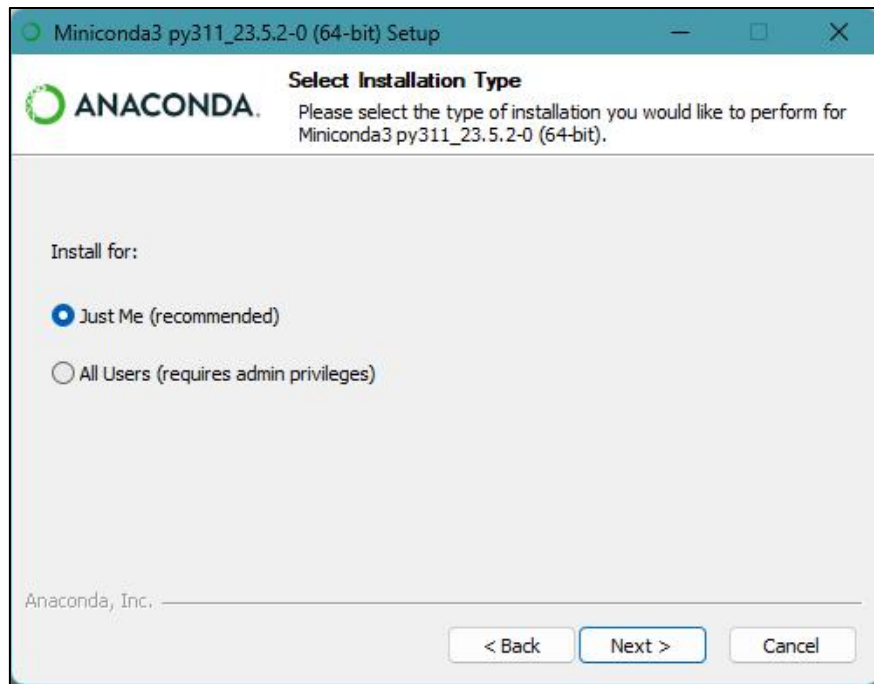 Miniconda3 py311_23.5.2-0 (64-bit) Setup
ANACONDA.
Select Installation Type
Please select the type of installation you would like to perform for
Miniconda3 py311_23.5.2-0 (64-bit).
Install for:
Just Me (recommended)
All Users (requires admin privileges)
Anaconda, Inc.
< Back
Next >
Cancel